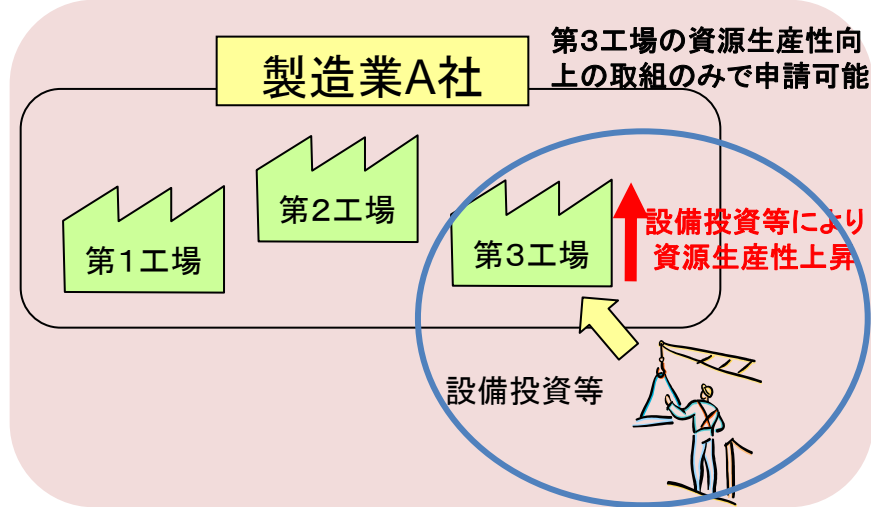 第3工場の資源生産性向
上の取組のみで申請可能
製造業A社
第1工場
第2工場
第3工場
設備投資等により
資源生産性上昇
設備投資等